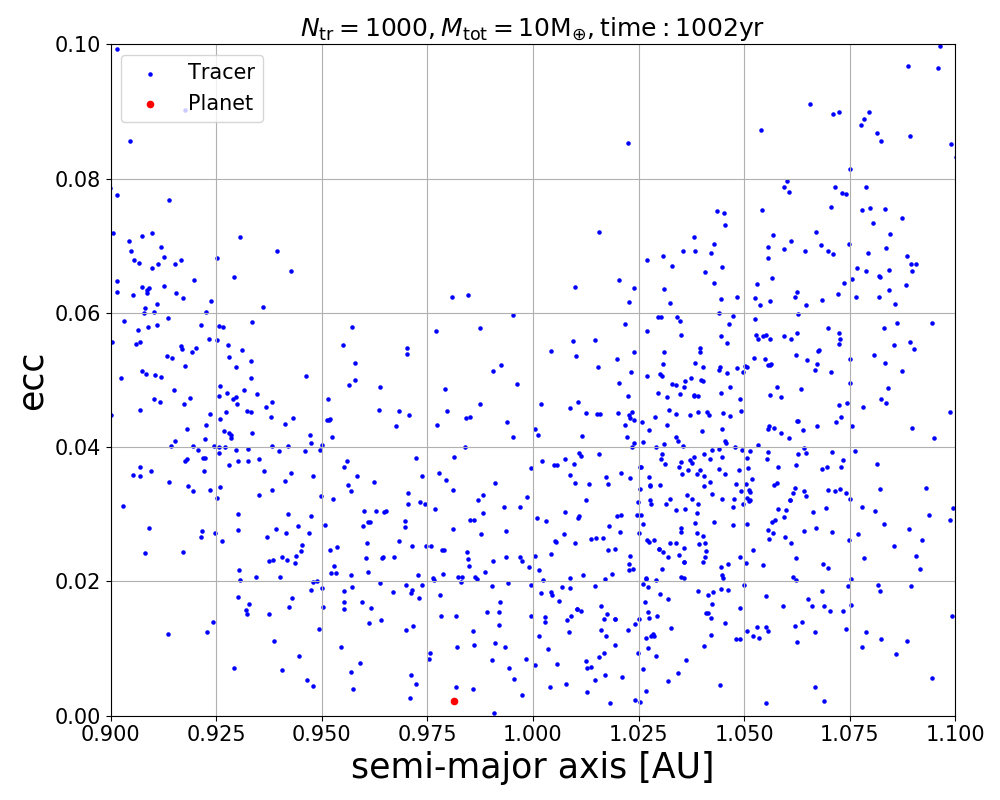 N_tr = 1000, M_tot = 10M_⊕, time : 1002yr
Tracer
Planet
0.10
0.08
0.06
0.04
0.02
0.00
ecc
0.900 0.925 0.950 0.975 1.000 1.025 1.050 1.075 1.100
semi-major axis [AU]